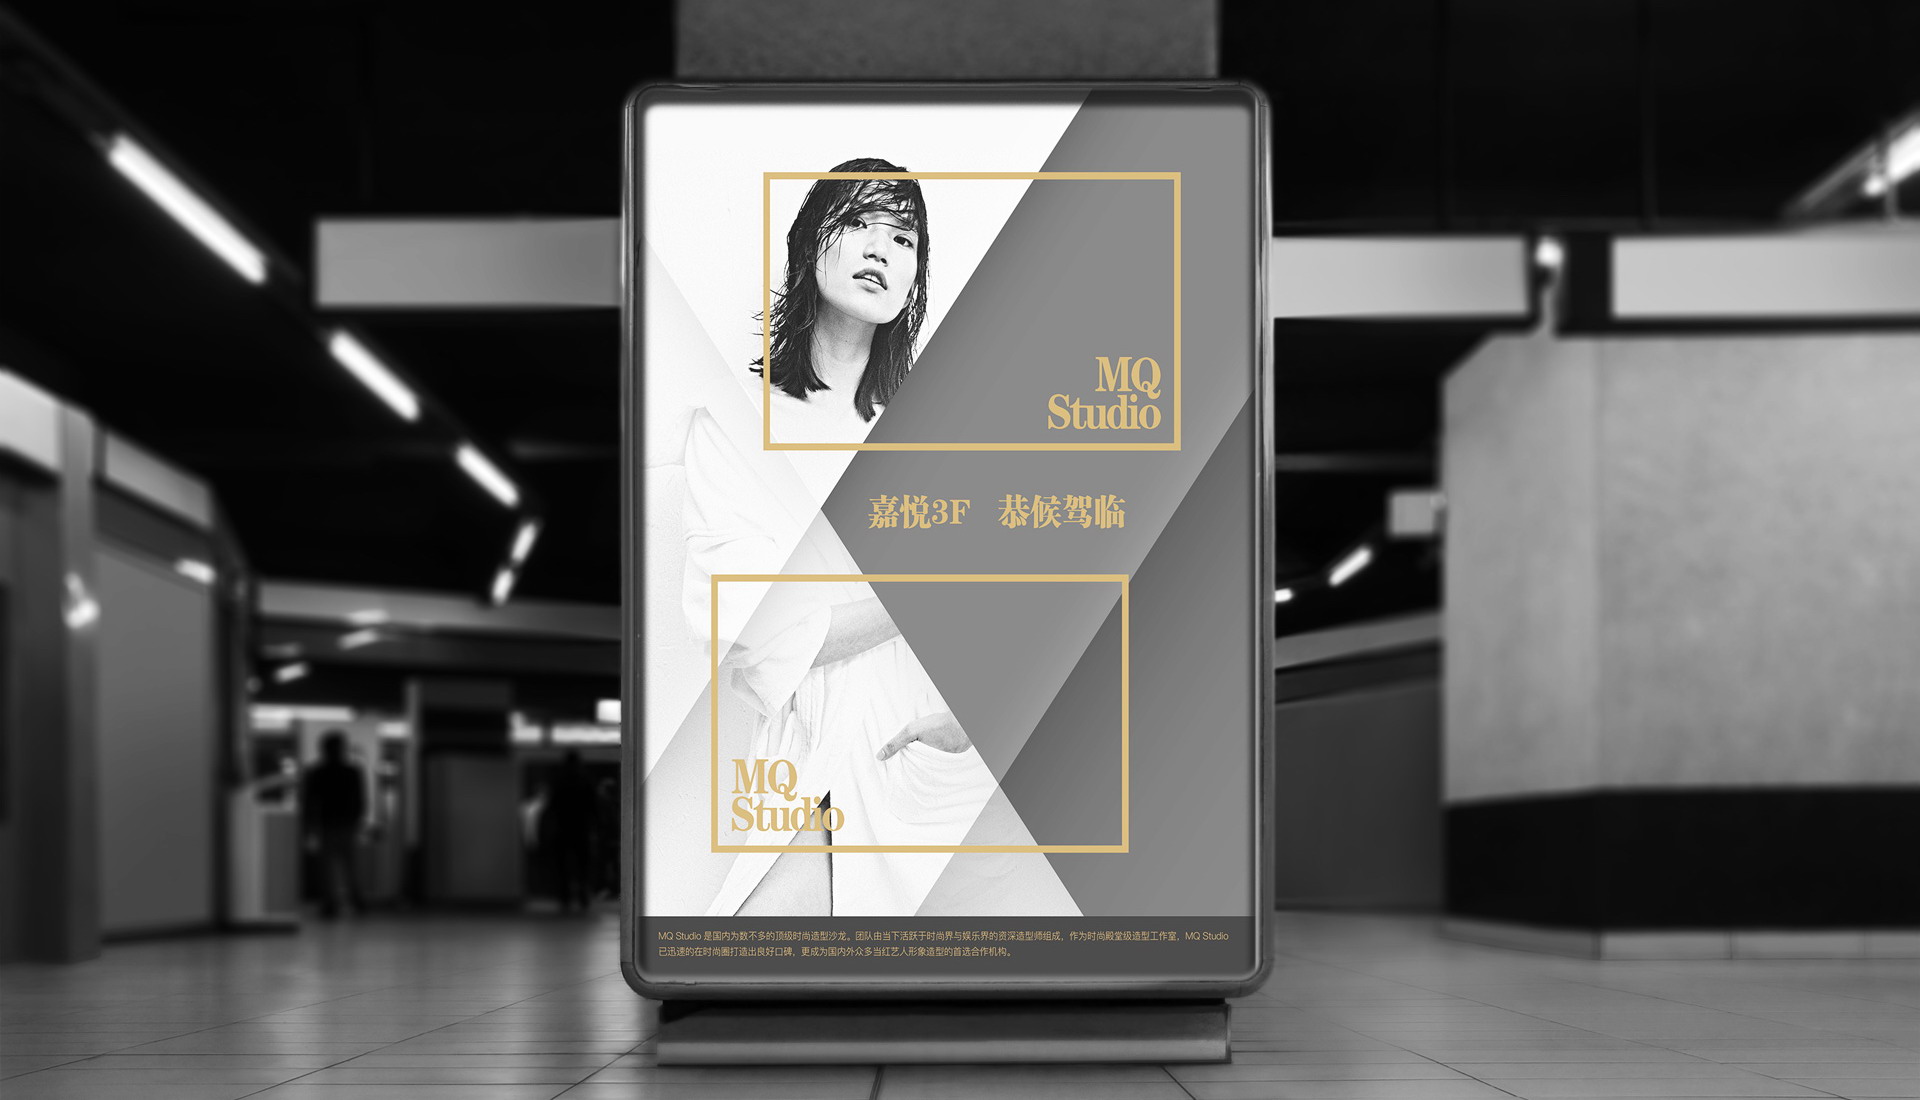 MQ
Studio
嘉悦3F 恭候驾临
MQ
Studio
MQ Studio 是国内为数不多的顶级时尚造型沙龙。团队由当下活跃于时尚界与娱乐界的资深造型师组成，作为时尚殿堂级造型工作室，MQ Studio
已迅速的在时尚圈打造出良好口碑，更成为国内外众多当红艺人形象造型的首选合作机构。